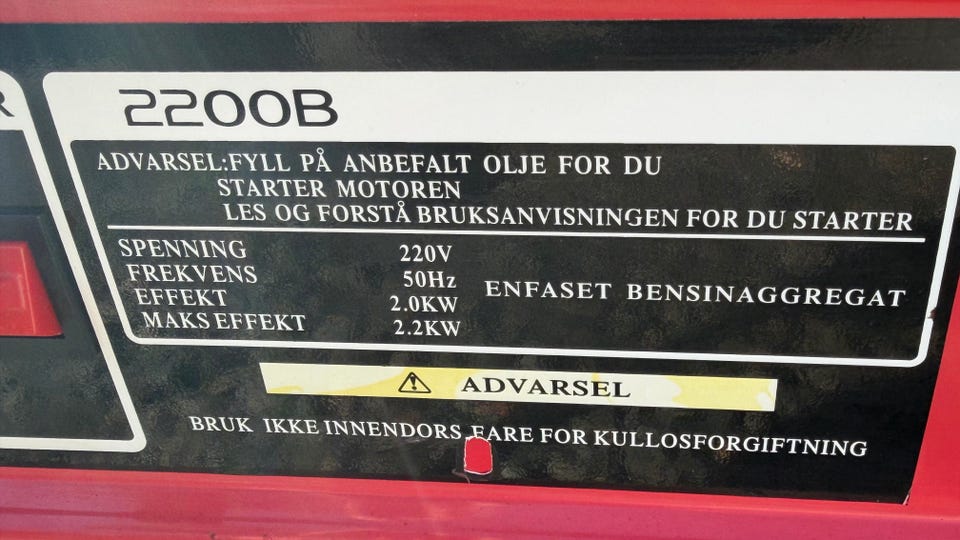 R
2200B
ADVARSEL:FYLL PÅ ANBEFALT OLJE FOR DU
STARTER MOTOREN
LES OG FORSTÅ BRUKSANVISNINGEN FOR DU STARTER
SPENNING 220V
FREKVENS 50Hz
EFFEKT 2.0KW
MAKS EFFEKT 2.2KW
ENFASET BENSINAGGREGAT
ADVARSEL
BRUK IKKE INNENDORS FARE FOR KULLOSFORGIFTNING